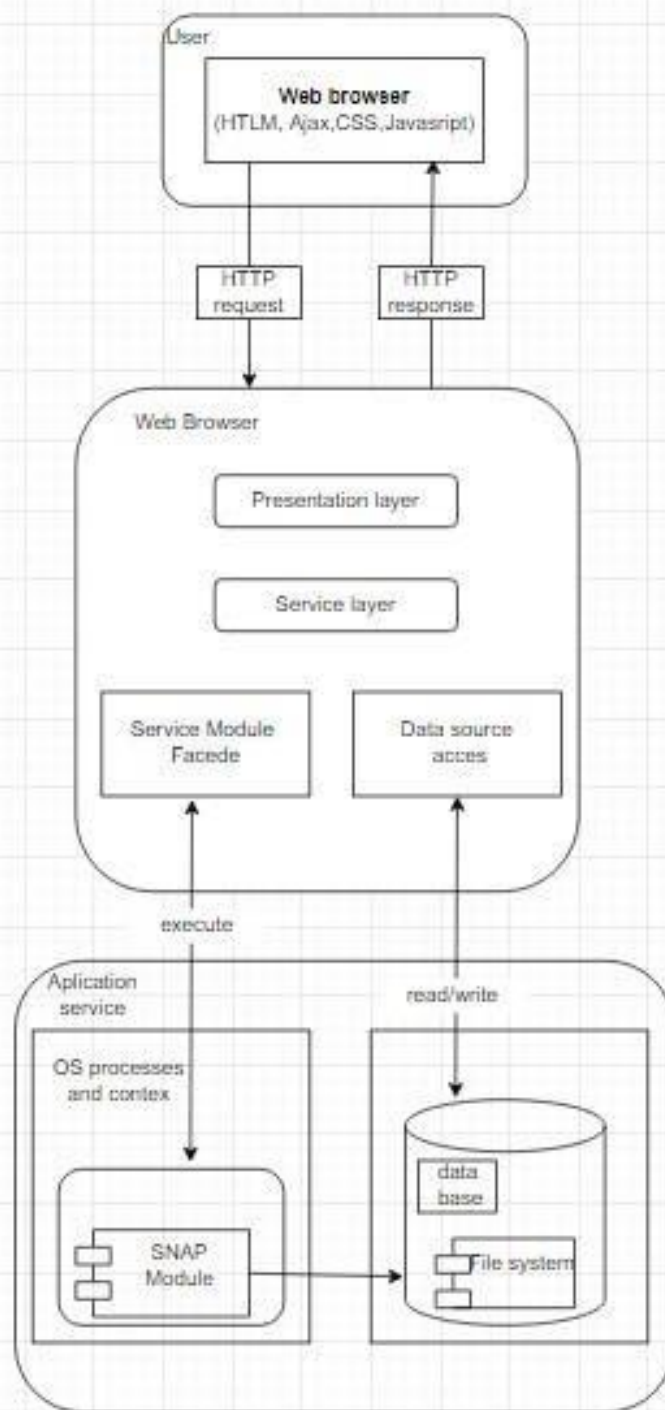 User
Web browser
(HTLM, Ajax,CSS,Javasript)
HTTP
request
HTTP
response
Web Browser
Presentation layer
Service layer
Service Module
Facede
Data source
acces
execute
read/write
Aplication
service
OS processes
and contex
SNAP
Module
data
base
File system